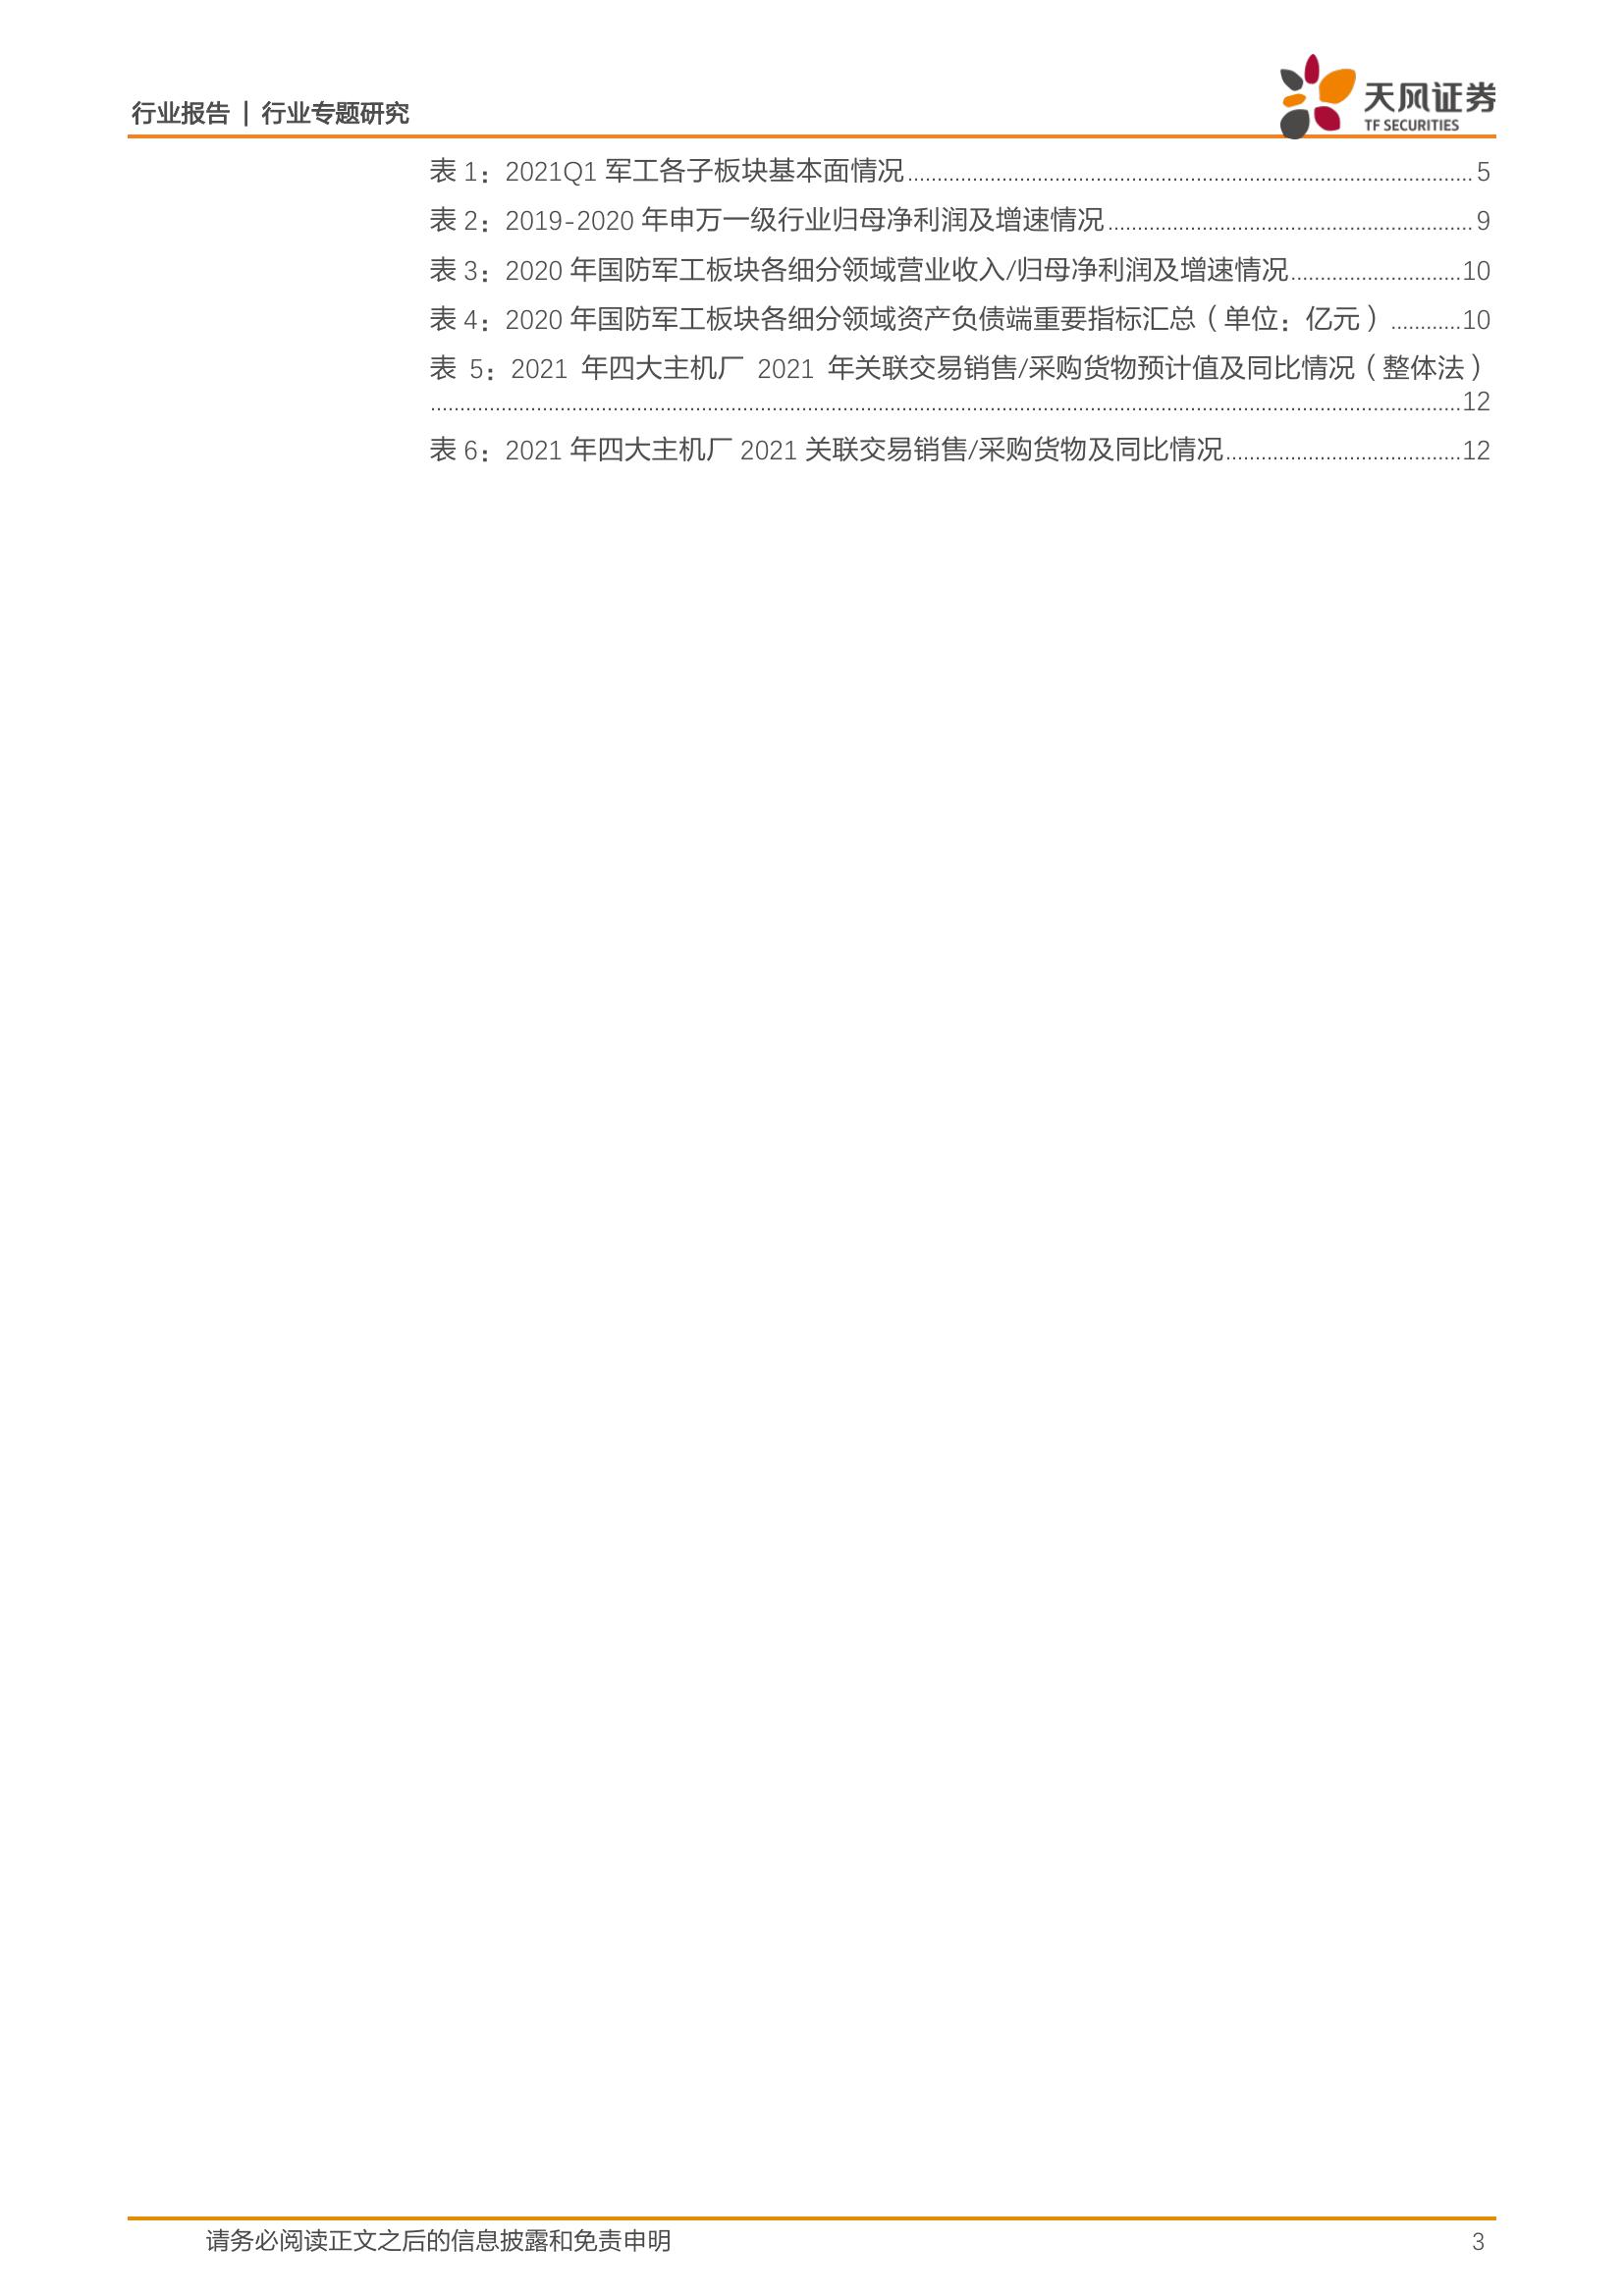 行业报告 | 行业专题研究
天风证券
TF SECURITIES
表 1：2021Q1 军工各子板块基本面情况 ........ 5
表 2：2019-2020 年申万一级行业归母净利润及增速情况 ........ 9
表 3：2020 年国防军工板块各细分领域营业收入/归母净利润及增速情况 ........ 10
表 4：2020 年国防军工板块各细分领域资产负债端重要指标汇总（单位：亿元） ........ 10
表 5：2021 年四大主机厂 2021 年关联交易销售/采购货物预计值及同比情况（整体法）
........ 12
表 6：2021 年四大主机厂 2021 关联交易销售/采购货物及同比情况 ........ 12
请务必阅读正文之后的信息披露和免责申明 3